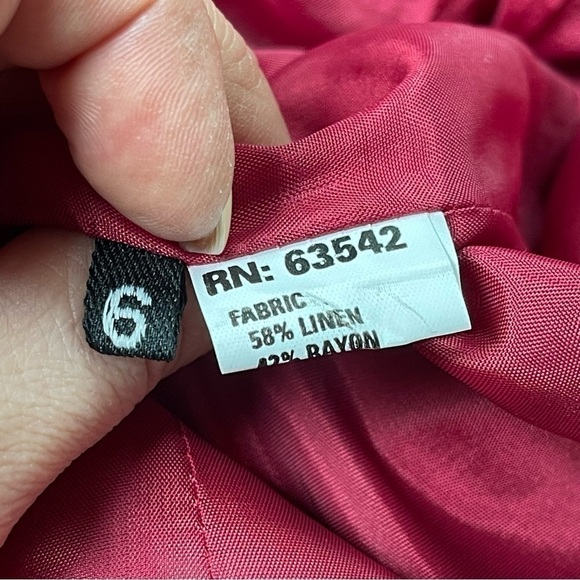 6
RN: 63542
FABRIC
58% LINEN
42% RAYON